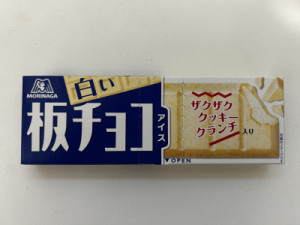 MORINAGA
白い
板チョコ
アイス
ザクザク
クッキー
クランチ
入り
▼OPEN